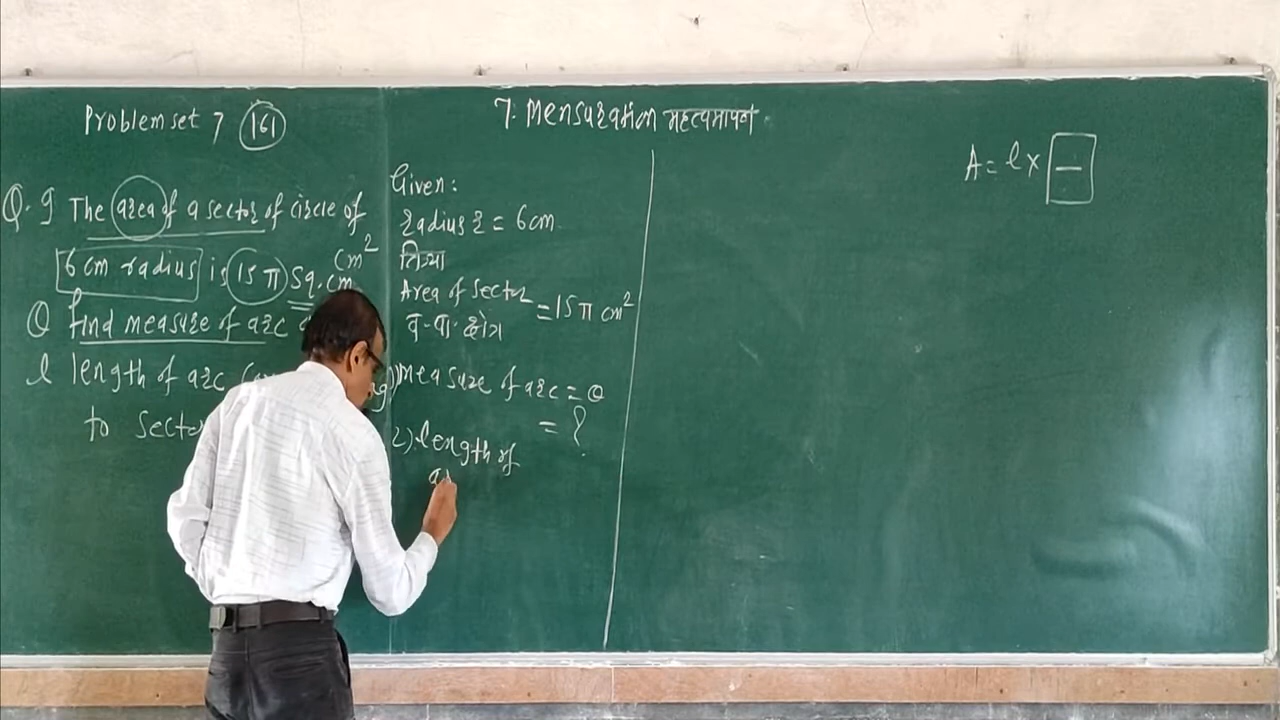 Problem set 7 161
7. Mensuration महत्वमापन
Q.9 The area of a sector of circle of
6 cm radius is 15 π sq.cm
cm²
θ find measure of arc
l length of arc
to sector
Given:
radius r = 6 cm
त्रिज्या
Area of sector = 15 π cm²
व. पा. क्षेत्र
measure of arc = θ
= ?
2) length of
A = l ×